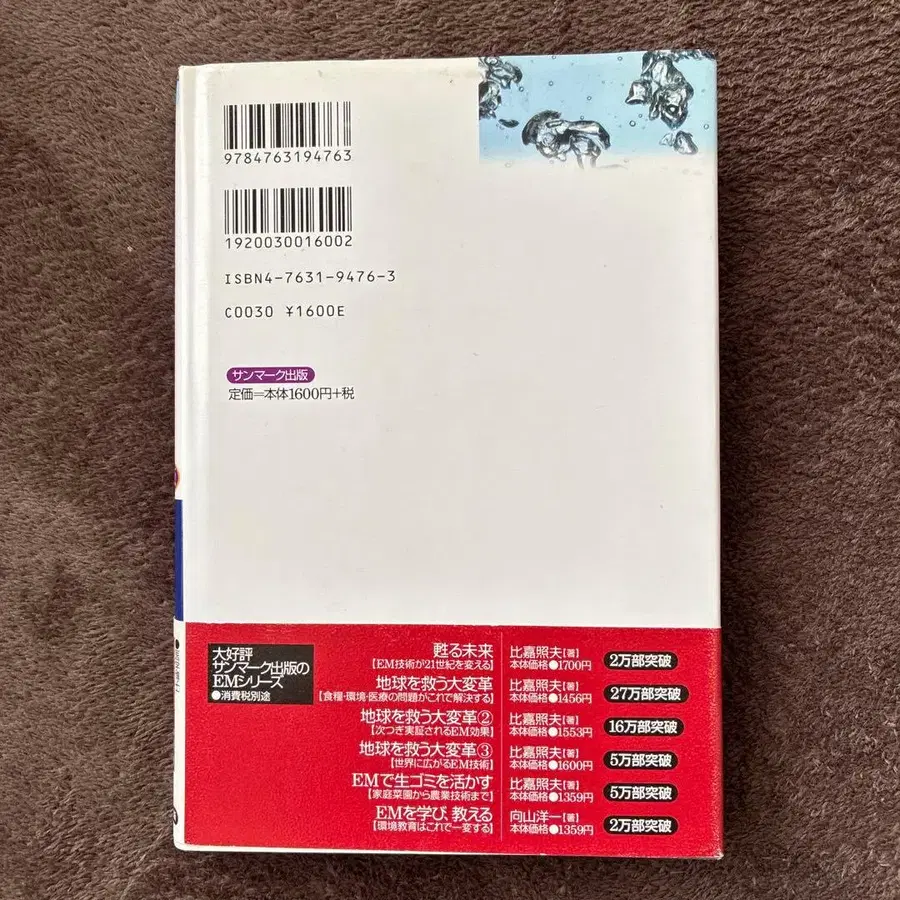 9784763194763
1920030016002
ISBN4-7631-9476-3
C0030 ¥1600E
サンマーク出版
定価=本体1600円+税
大好評
サンマーク出版の
EMシリーズ
●消費税別途
甦る未来
【EM技術が21世紀を変える】
比嘉照夫【著】
本体価格●1700円
2万部突破
地球を救う大変革
【食糧・環境・医療の問題がこれで解決する】
比嘉照夫【著】
本体価格●1456円
27万部突破
地球を救う大変革②
【次つぎ実証されるEM効果】
比嘉照夫【著】
本体価格●1553円
16万部突破
地球を救う大変革③
【世界に広がるEM技術】
比嘉照夫【著】
本体価格●1600円
5万部突破
EMで生ゴミを活かす
【家庭菜園から農業技術まで】
比嘉照夫【著】
本体価格●1359円
5万部突破
EMを学び、教える
【環境教育はこれで一変する】
向山洋一【著】
本体価格●1359円
2万部突破